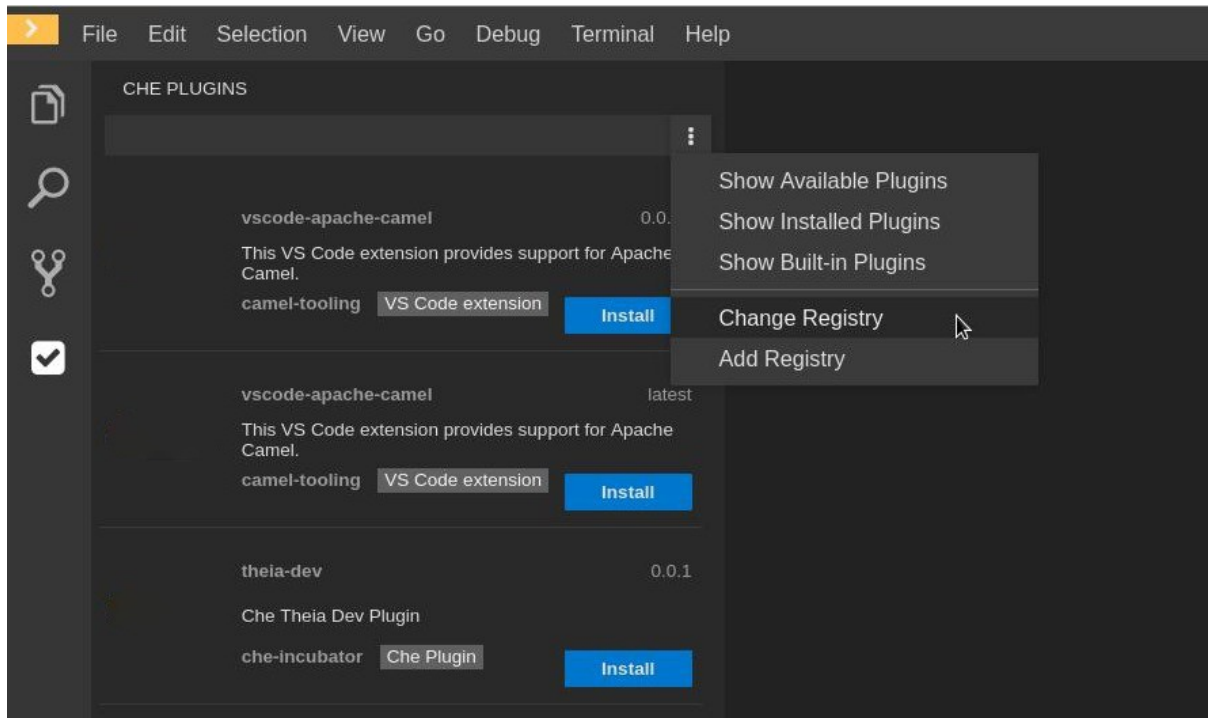 File Edit Selection View Go Debug Terminal Help
CHE PLUGINS
Show Available Plugins
Show Installed Plugins
Show Built-in Plugins
Change Registry
Add Registry
vscode-apache-camel 0.0.
This VS Code extension provides support for Apache
Camel.
camel-tooling VS Code extension Install
vscode-apache-camel latest
This VS Code extension provides support for Apache
Camel.
camel-tooling VS Code extension Install
theia-dev 0.0.1
Che Theia Dev Plugin
che-incubator Che Plugin Install